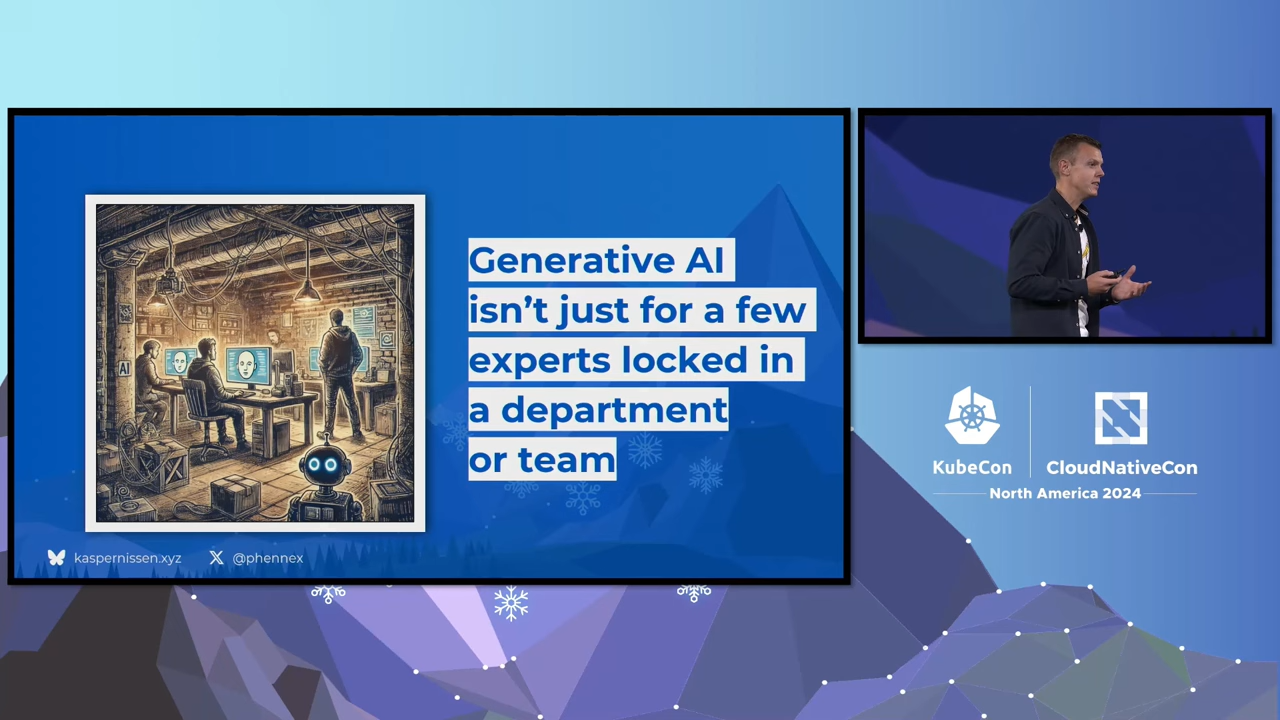 Generative AI
isn’t just for a few
experts locked in
a department
or team
AI
kaspernissen.xyz
@phennex
KubeCon
CloudNativeCon
North America 2024